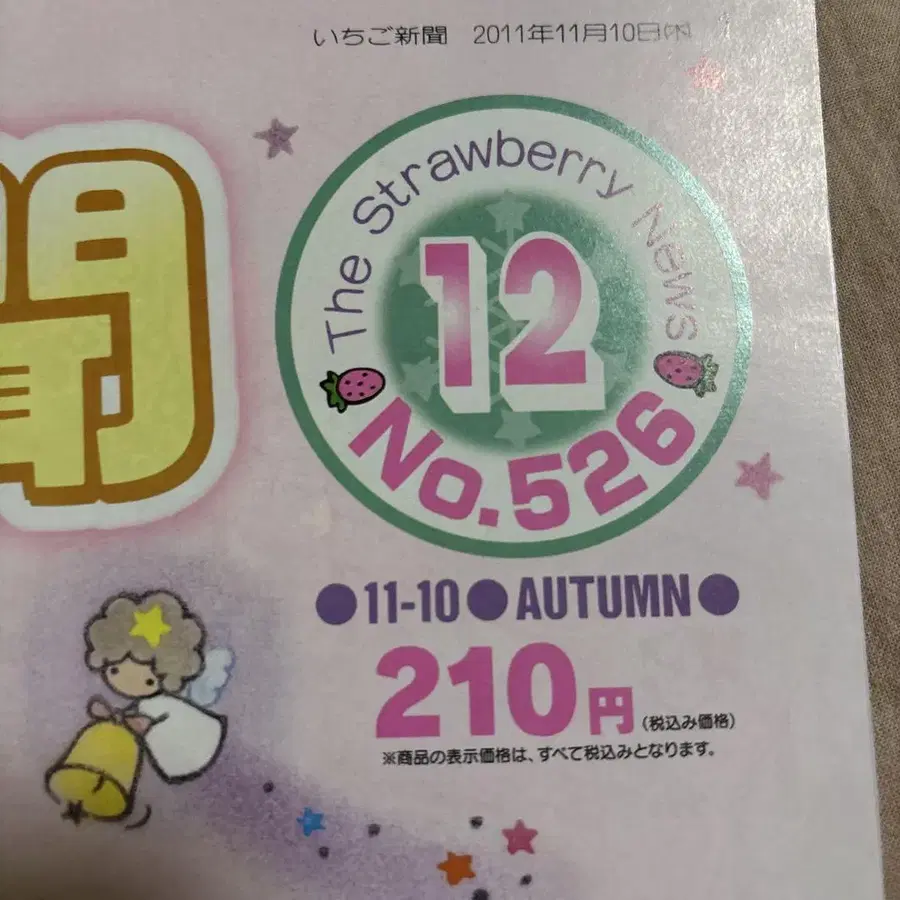 いちご新聞 2011年11月10日(木
聞
The Strawberry News
12
No.526
●11-10●AUTUMN●
210円(税込み価格)
※商品の表示価格は、すべて税込みとなります。